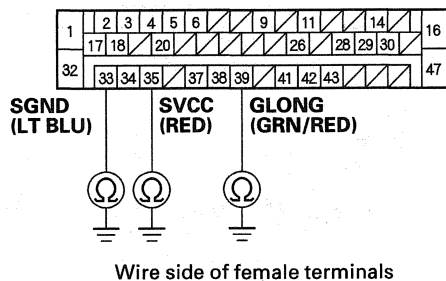 1 2 3 4 5 6 9 11 14 16
17 18 20 26 28 29 30
32 33 34 35 37 38 39 41 42 43 47
SGND SVCC GLONG
(LT BLU) (RED) (GRN/RED)
Ω Ω Ω
Wire side of female terminals